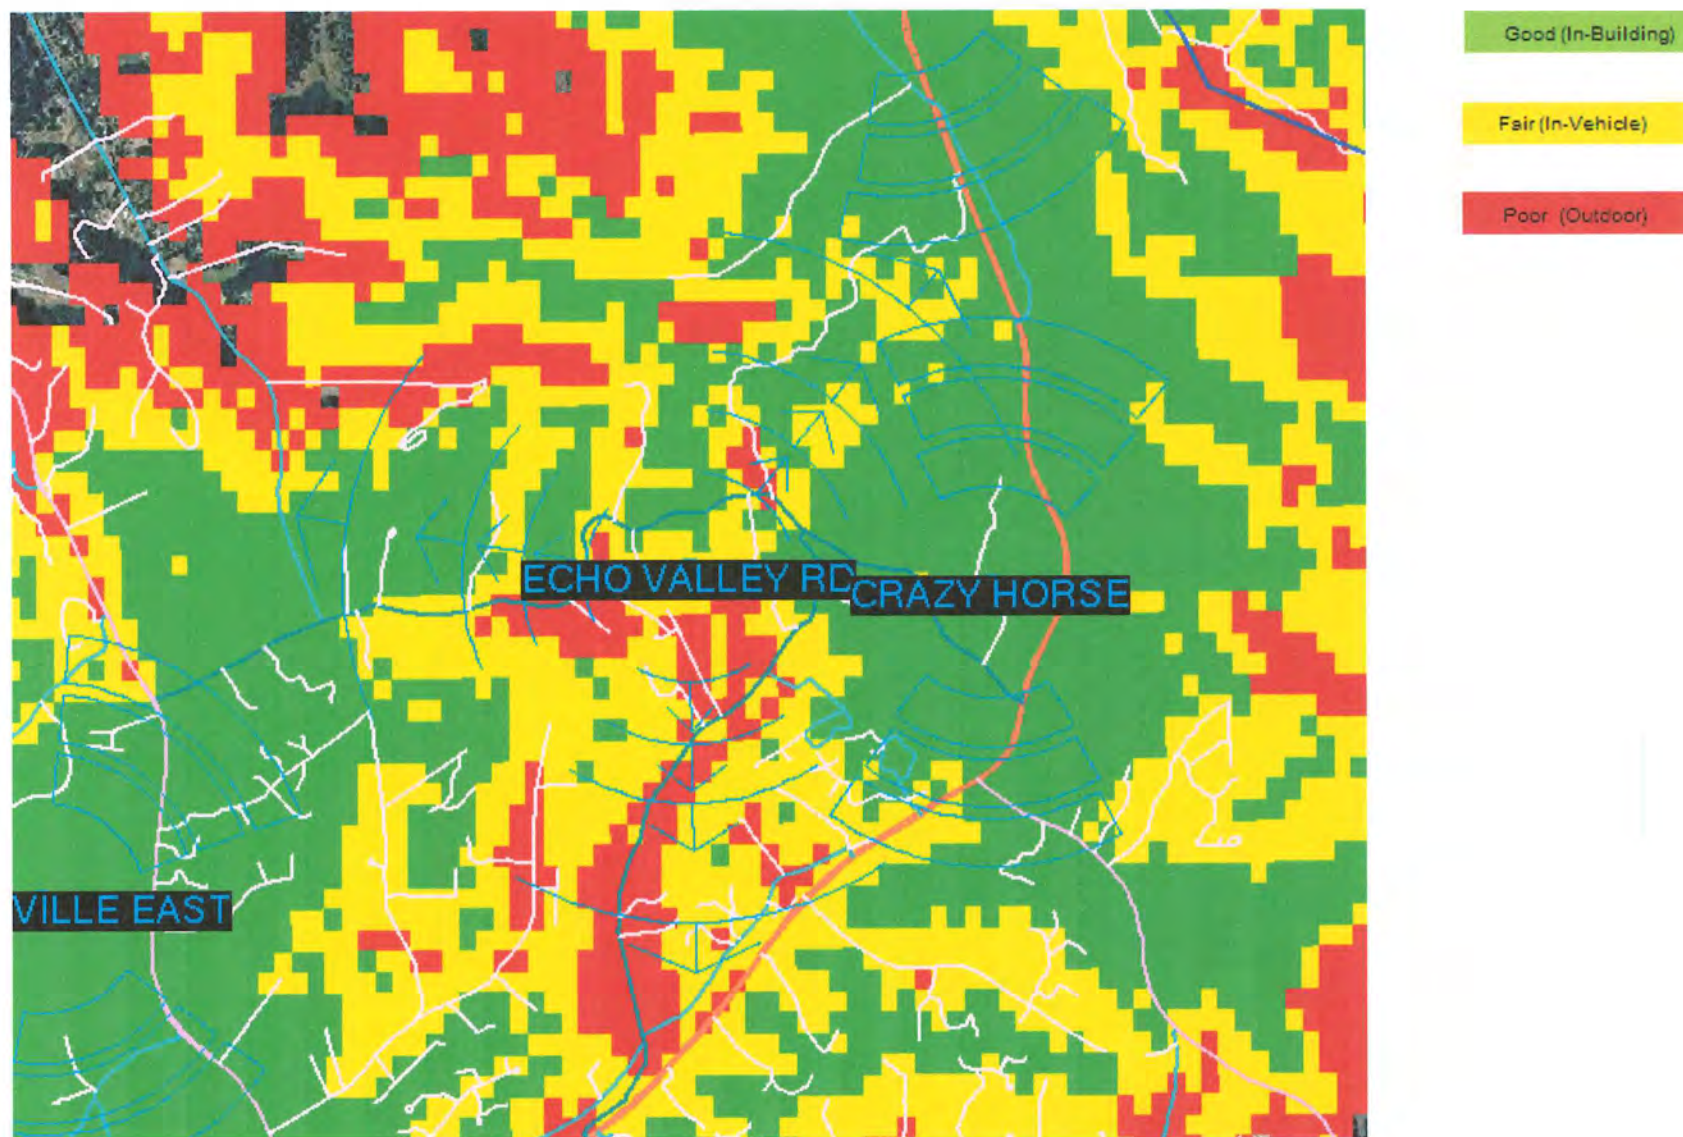 Good (In-Building)
Fair (In-Vehicle)
Poor (Outdoor)
ECHO VALLEY RD
CRAZY HORSE
VILLE EAST